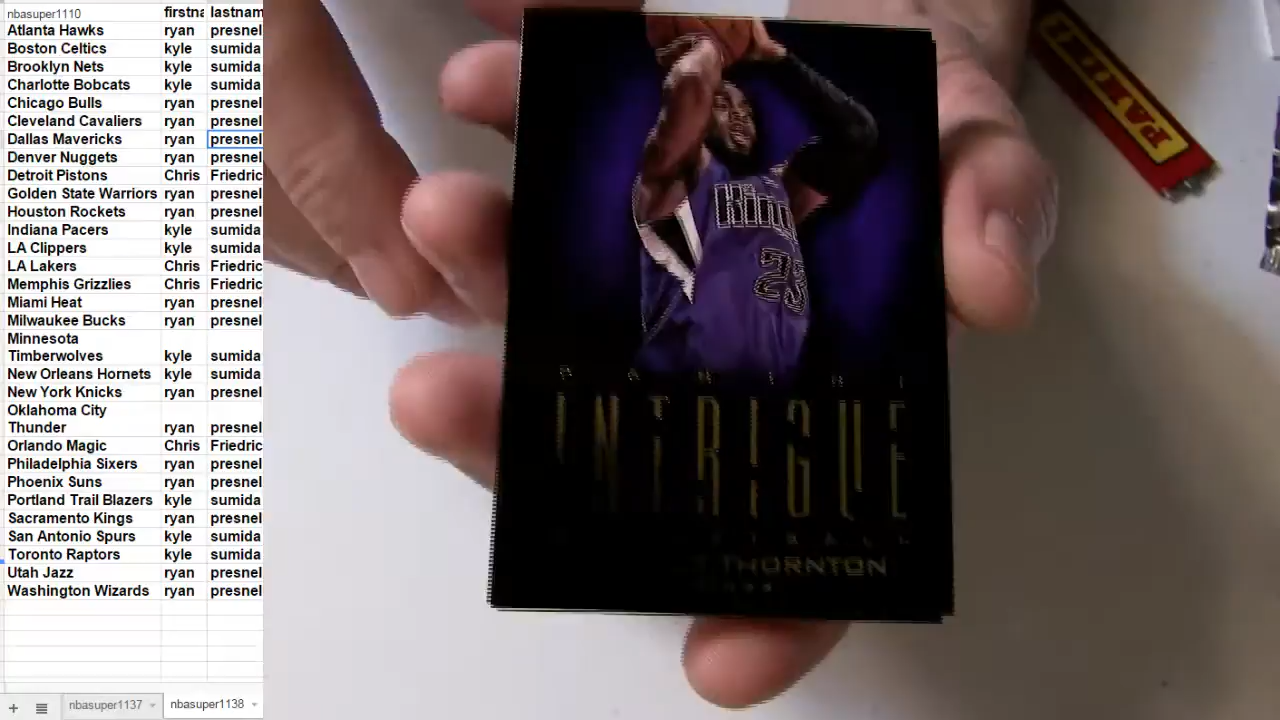 nbasuper1110 firstna lastnam
Atlanta Hawks ryan presnel
Boston Celtics kyle sumida
Brooklyn Nets kyle sumida
Charlotte Bobcats kyle sumida
Chicago Bulls ryan presnel
Cleveland Cavaliers ryan presnel
Dallas Mavericks ryan presnel
Denver Nuggets ryan presnel
Detroit Pistons Chris Friedric
Golden State Warriors ryan presnel
Houston Rockets ryan presnel
Indiana Pacers kyle sumida
LA Clippers kyle sumida
LA Lakers Chris Friedric
Memphis Grizzlies Chris Friedric
Miami Heat ryan presnel
Milwaukee Bucks ryan presnel
Minnesota
Timberwolves kyle sumida
New Orleans Hornets kyle sumida
New York Knicks ryan presnel
Oklahoma City
Thunder ryan presnel
Orlando Magic Chris Friedric
Philadelphia Sixers ryan presnel
Phoenix Suns ryan presnel
Portland Trail Blazers kyle sumida
Sacramento Kings ryan presnel
San Antonio Spurs kyle sumida
Toronto Raptors kyle sumida
Utah Jazz ryan presnel
Washington Wizards ryan presnel
nbasuper1137 nbasuper1138
23
PANINI
INTRIGUE
THORNTON